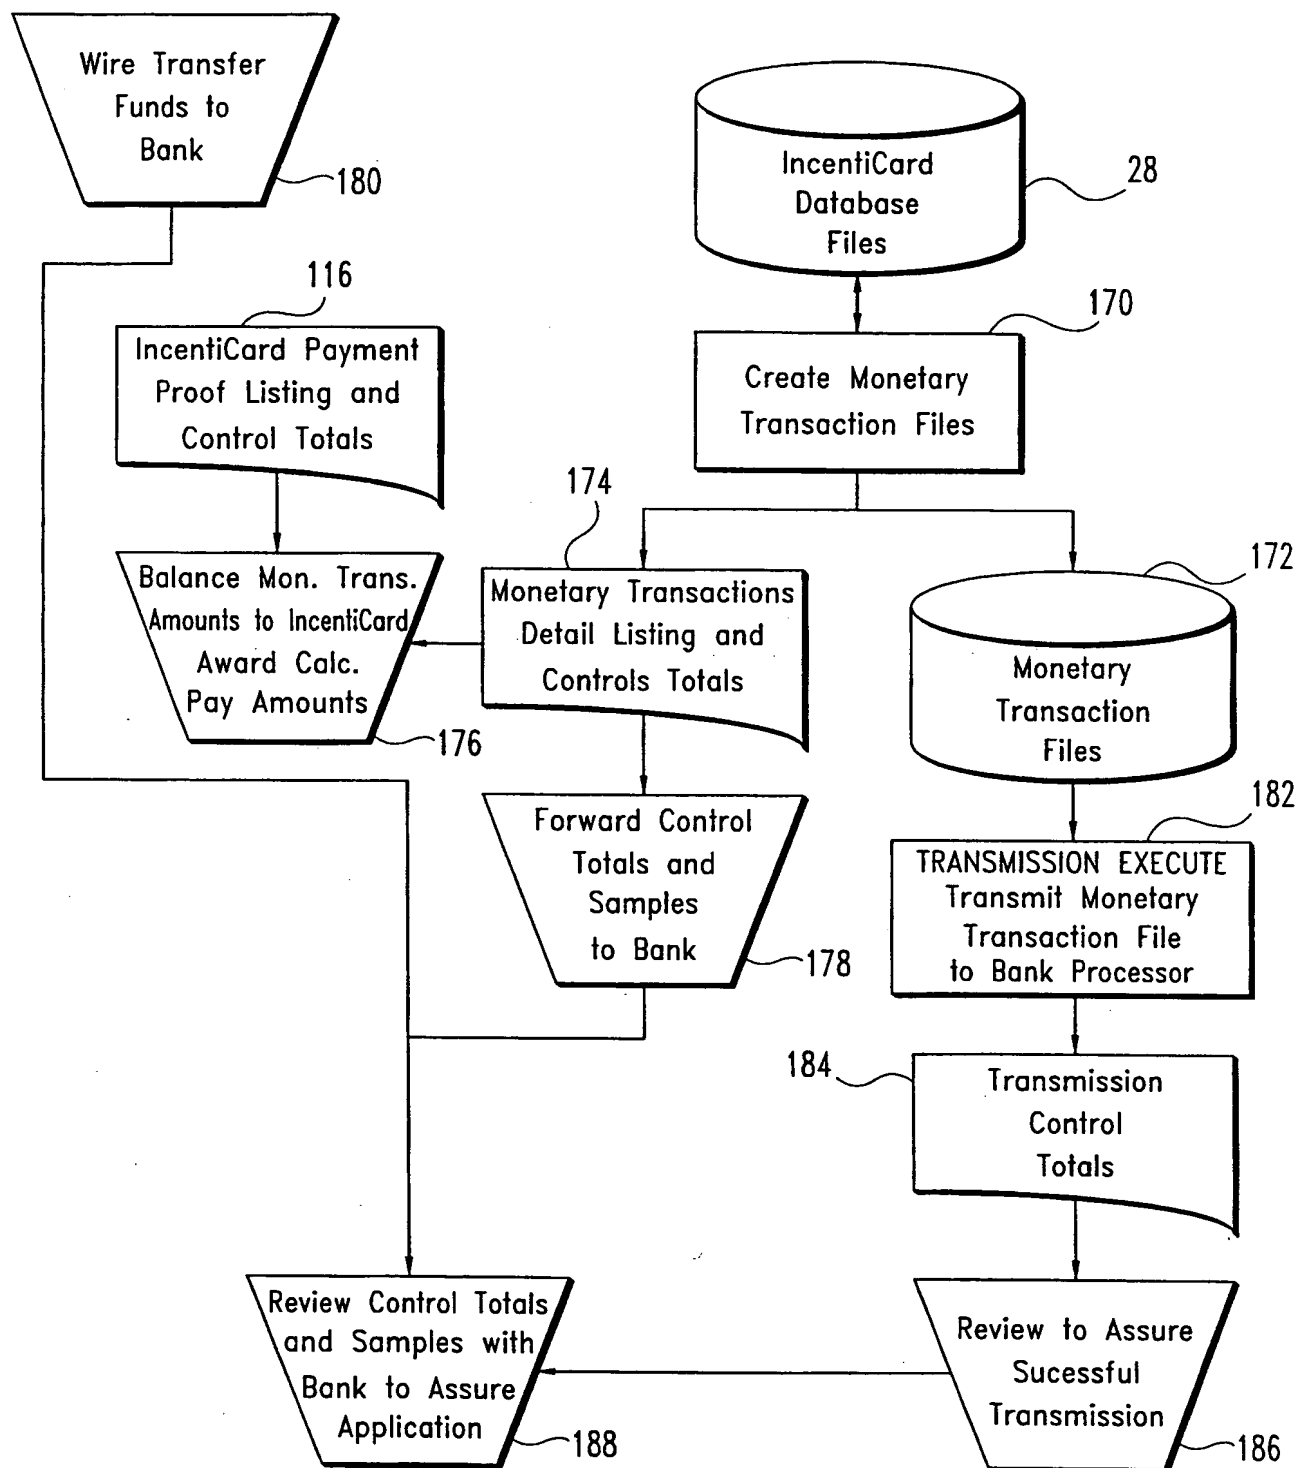 Wire Transfer
Funds to
Bank
180
IncentiCard
Database
Files
28
116
IncentiCard Payment
Proof Listing and
Control Totals
170
Create Monetary
Transaction Files
174
Monetary Transactions
Detail Listing and
Controls Totals
172
Monetary
Transaction
Files
Balance Mon. Trans.
Amounts to IncentiCard
Award Calc.
Pay Amounts
176
Forward Control
Totals and
Samples
to Bank
178
182
TRANSMISSION EXECUTE
Transmit Monetary
Transaction File
to Bank Processor
184
Transmission
Control
Totals
Review Control Totals
and Samples with
Bank to Assure
Application
188
Review to Assure
Sucessful
Transmission
186